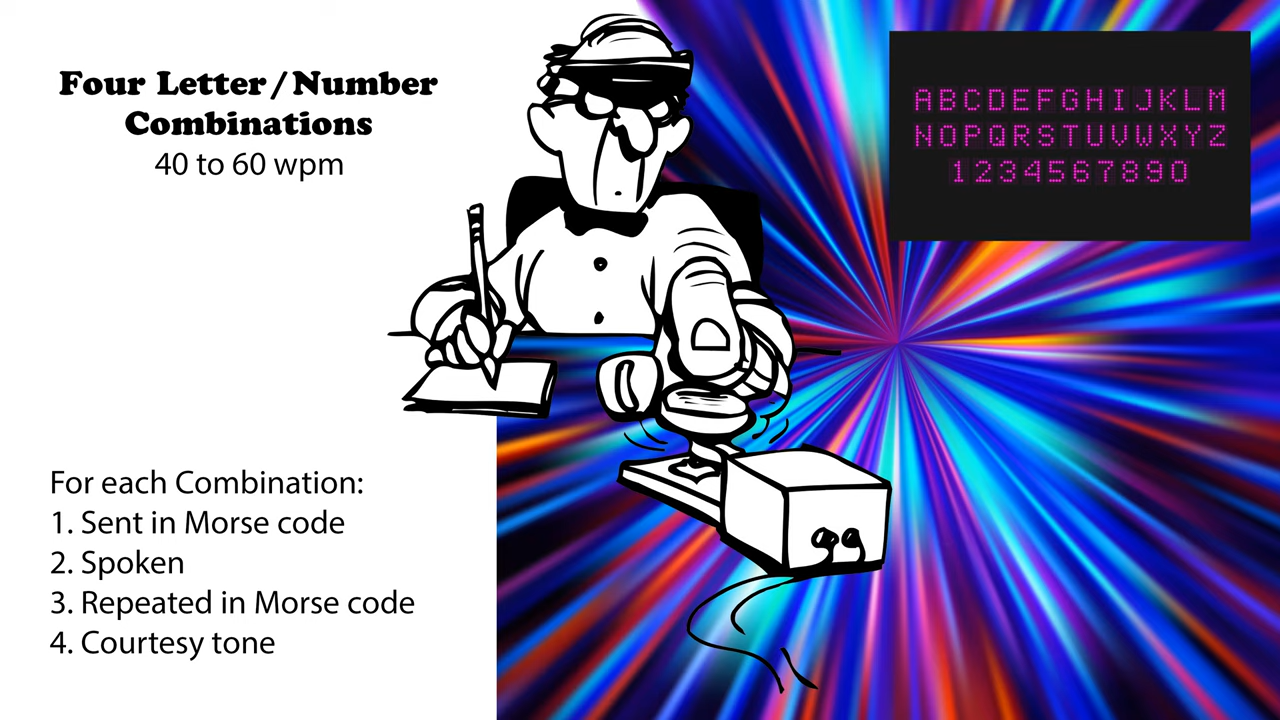 Four Letter/Number
Combinations
40 to 60 wpm
ABCDEFGHIJKLM
NOPQRSTUVWXYZ
1234567890
For each Combination:
1. Sent in Morse code
2. Spoken
3. Repeated in Morse code
4. Courtesy tone